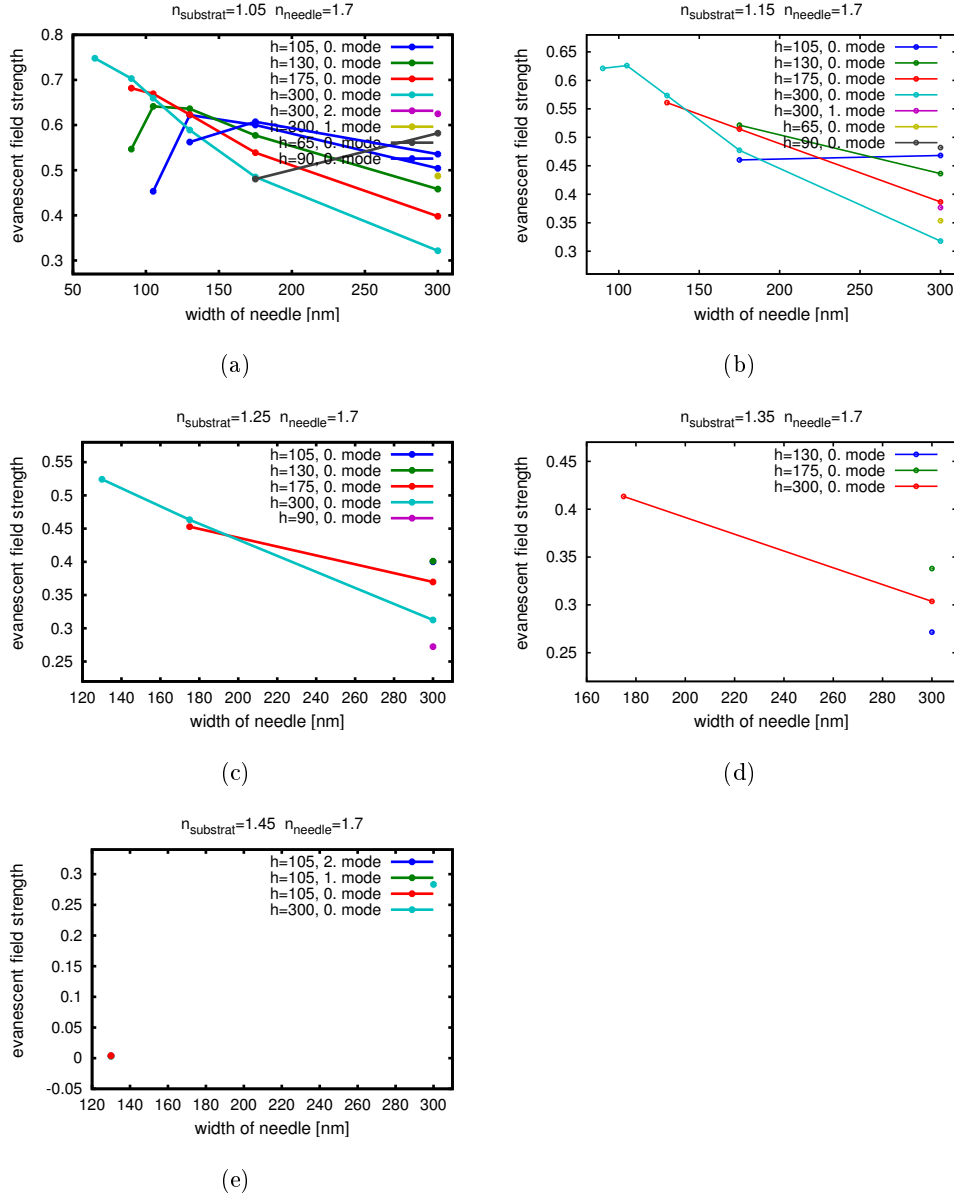 n_substrat=1.05 n_needle=1.7
evanescent field strength
0.8
0.7
0.6
0.5
0.4
0.3
50 100 150 200 250 300
width of needle [nm]
h=105, 0. mode
h=130, 0. mode
h=175, 0. mode
h=300, 0. mode
h=300, 2. mode
h=300, 1. mode
h=65, 0. mode
h=90, 0. mode
(a)
n_substrat=1.15 n_needle=1.7
evanescent field strength
0.65
0.6
0.55
0.5
0.45
0.4
0.35
0.3
100 150 200 250 300
width of needle [nm]
h=105, 0. mode
h=130, 0. mode
h=175, 0. mode
h=300, 0. mode
h=300, 1. mode
h=65, 0. mode
h=90, 0. mode
(b)
n_substrat=1.25 n_needle=1.7
evanescent field strength
0.55
0.5
0.45
0.4
0.35
0.3
0.25
120 140 160 180 200 220 240 260 280 300
width of needle [nm]
h=105, 0. mode
h=130, 0. mode
h=175, 0. mode
h=300, 0. mode
h=90, 0. mode
(c)
n_substrat=1.35 n_needle=1.7
evanescent field strength
0.45
0.4
0.35
0.3
0.25
160 180 200 220 240 260 280 300
width of needle [nm]
h=130, 0. mode
h=175, 0. mode
h=300, 0. mode
(d)
n_substrat=1.45 n_needle=1.7
evanescent field strength
0.3
0.25
0.2
0.15
0.1
0.05
0
-0.05
120 140 160 180 200 220 240 260 280 300
width of needle [nm]
h=105, 2. mode
h=105, 1. mode
h=105, 0. mode
h=300, 0. mode
(e)